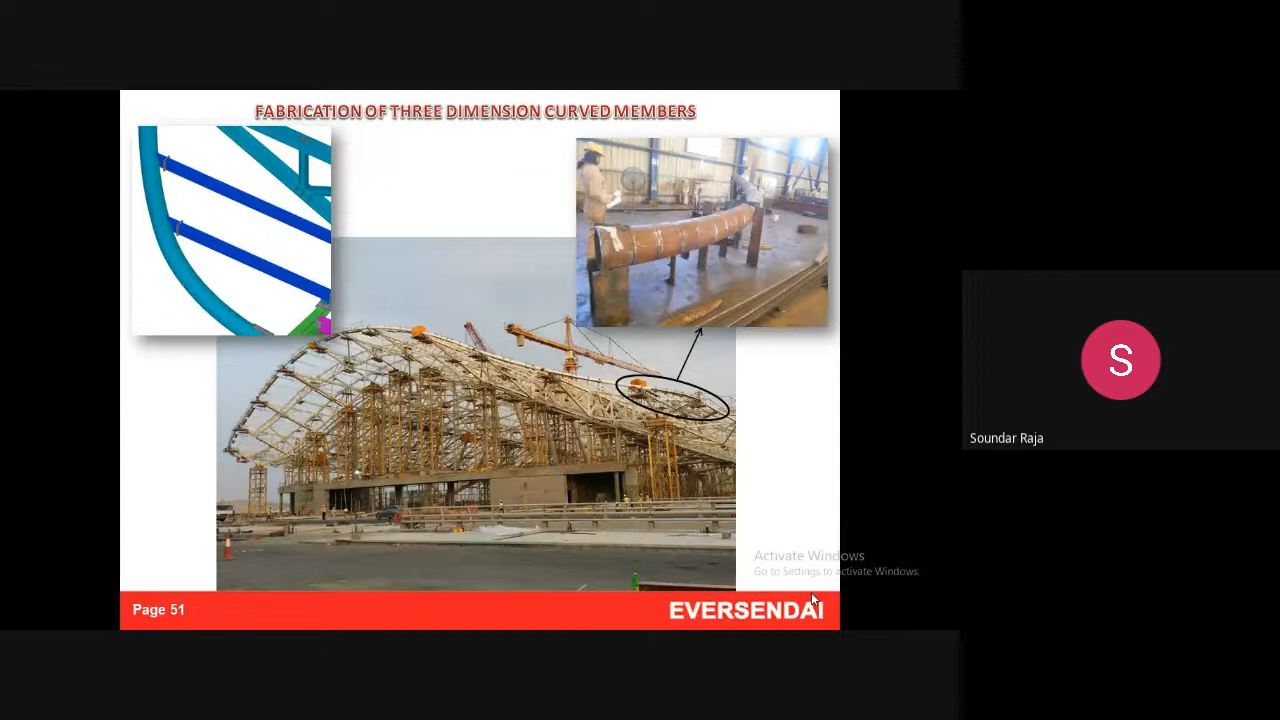 FABRICATION OF THREE DIMENSION CURVED MEMBERS
S
Soundar Raja
Activate Windows
Go to Settings to activate Windows.
Page 51
EVERSENDAI